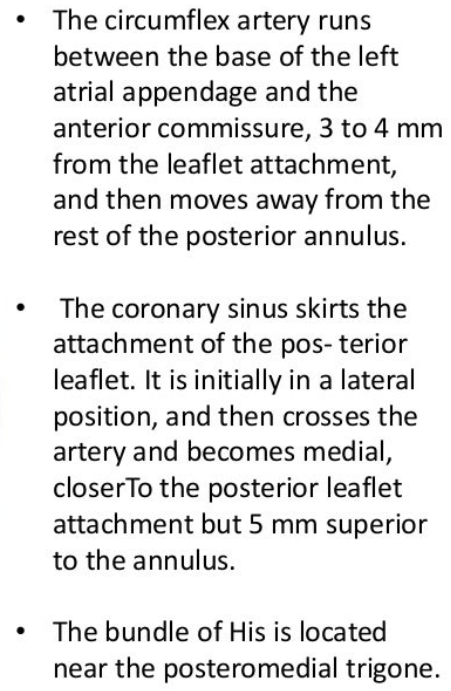 • The circumflex artery runs
between the base of the left
atrial appendage and the
anterior commissure, 3 to 4 mm
from the leaflet attachment,
and then moves away from the
rest of the posterior annulus.
• The coronary sinus skirts the
attachment of the pos- terior
leaflet. It is initially in a lateral
position, and then crosses the
artery and becomes medial,
closerTo the posterior leaflet
attachment but 5 mm superior
to the annulus.
• The bundle of His is located
near the posteromedial trigone.